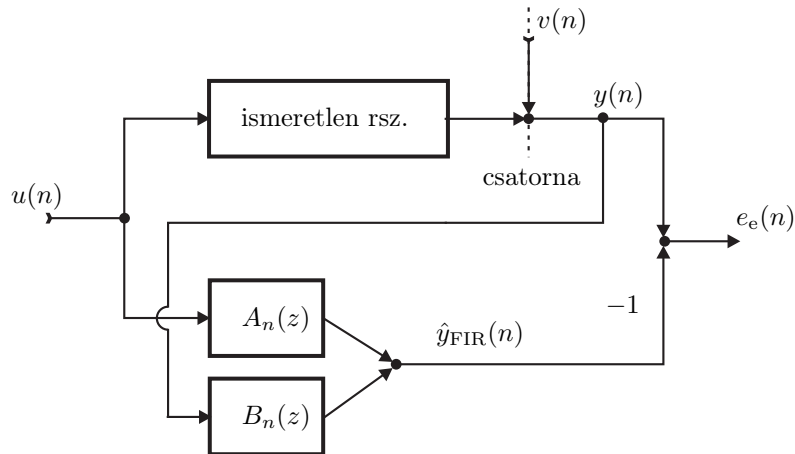 v(n)
ismeretlen rsz.
y(n)
csatorna
u(n)
e_e(n)
A_n(z)
−1
ŷ_FIR(n)
B_n(z)